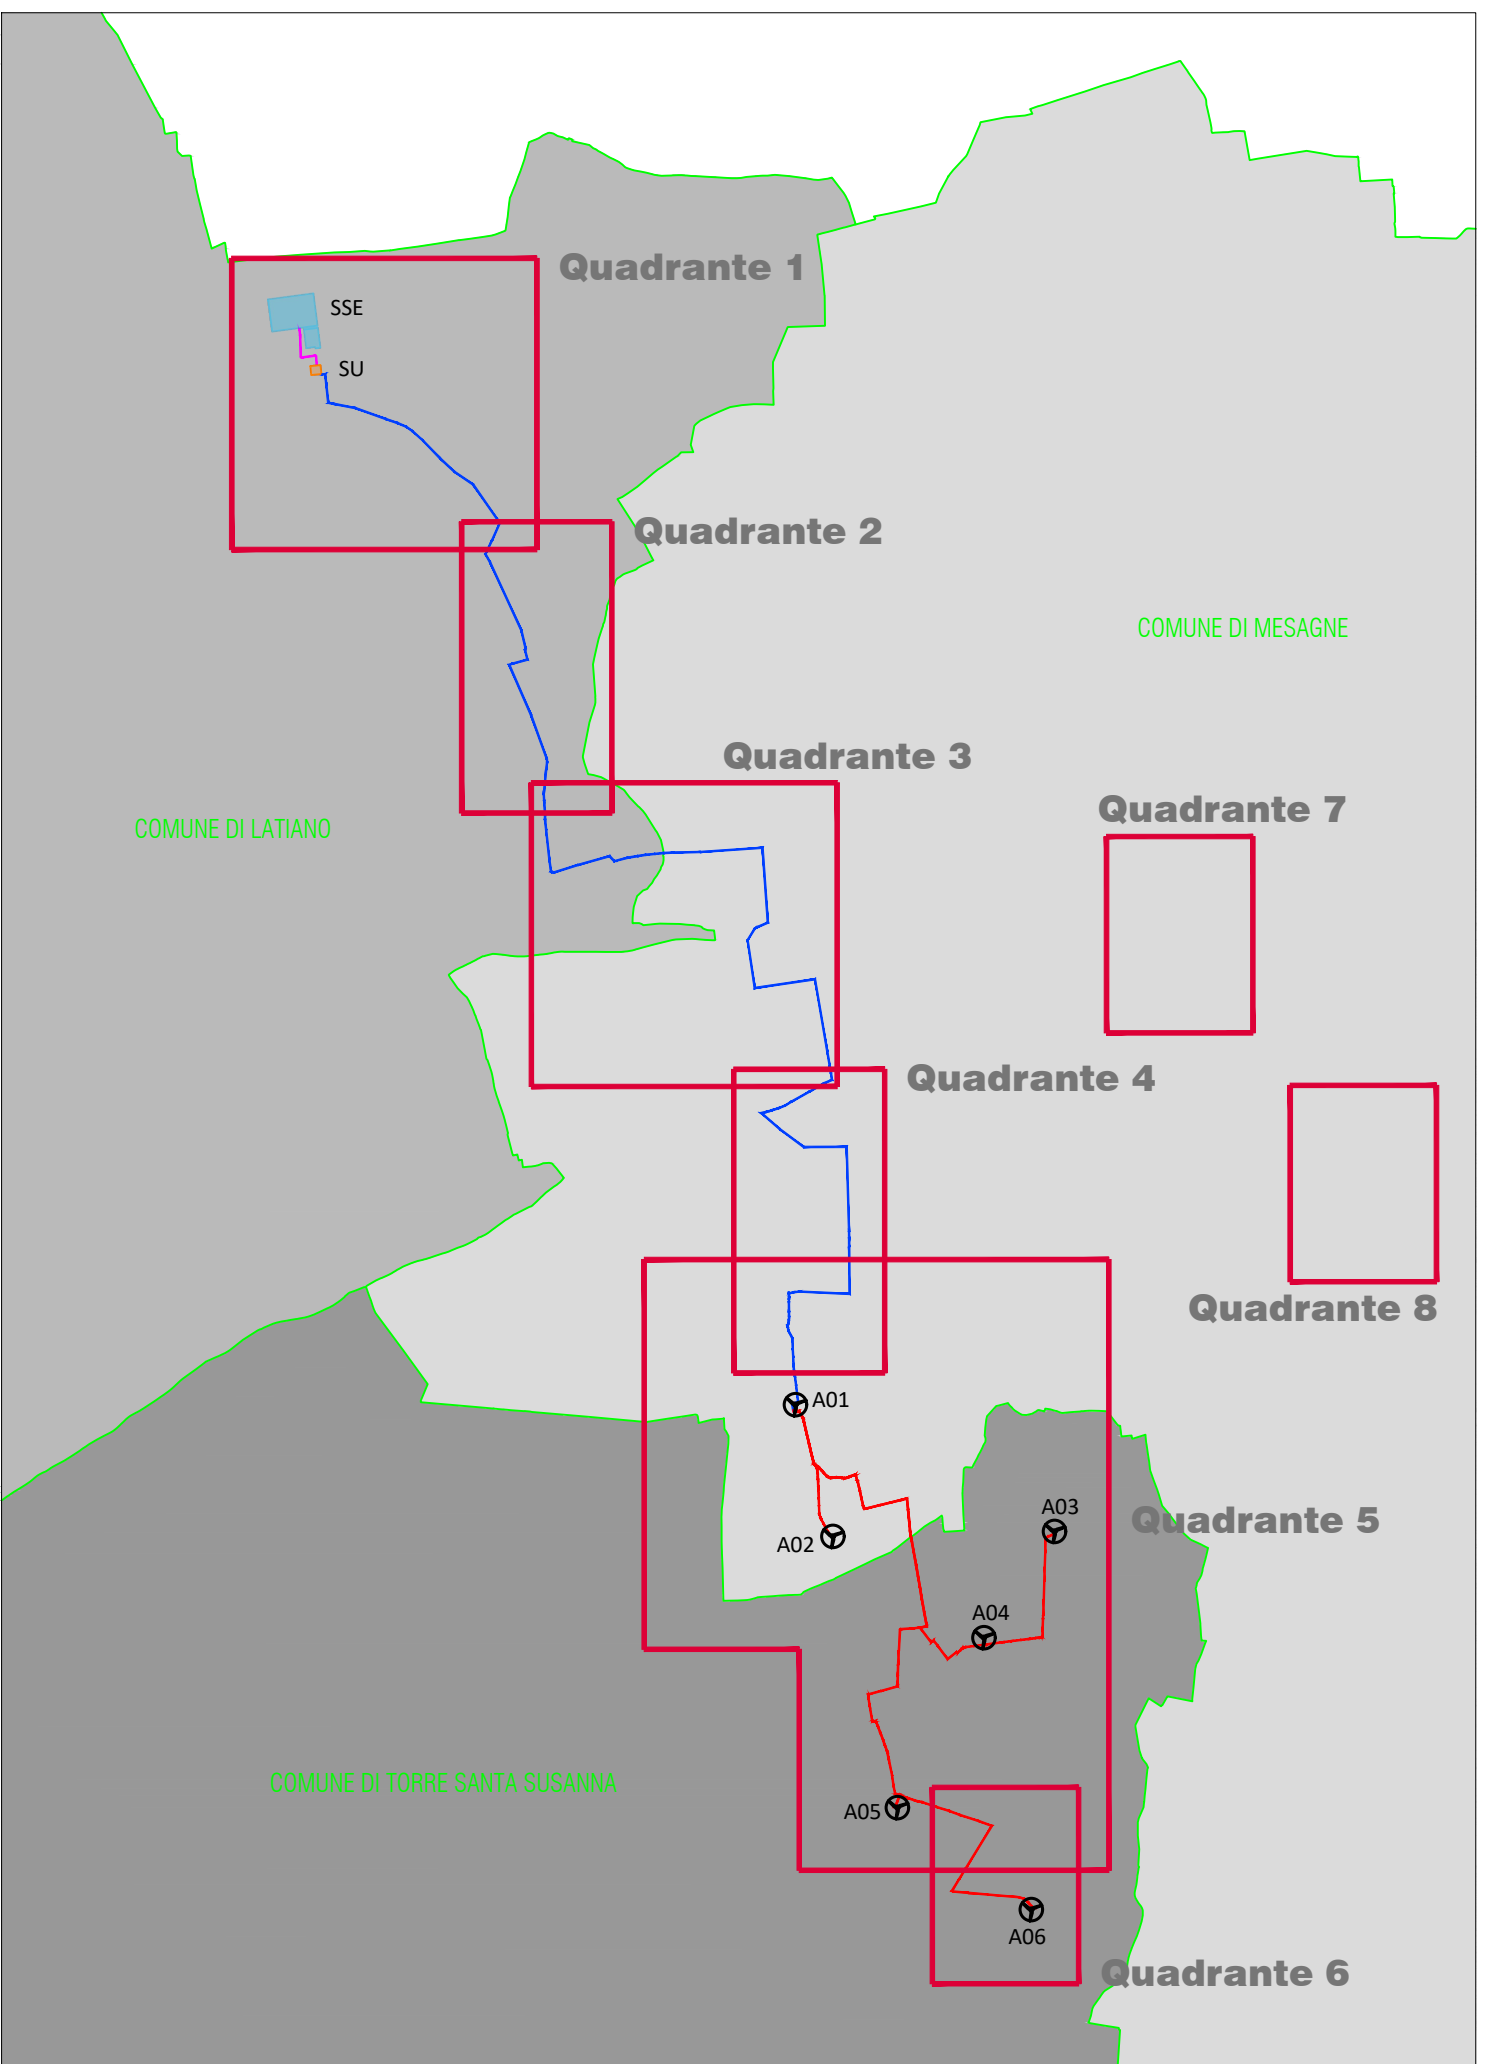 Quadrante 1
SSE
SU
Quadrante 2
COMUNE DI MESAGNE
Quadrante 3
Quadrante 7
COMUNE DI LATIANO
Quadrante 4
Quadrante 8
A01
A03
Quadrante 5
A02
A04
COMUNE DI TORRE SANTA SUSANNA
A05
A06
Quadrante 6